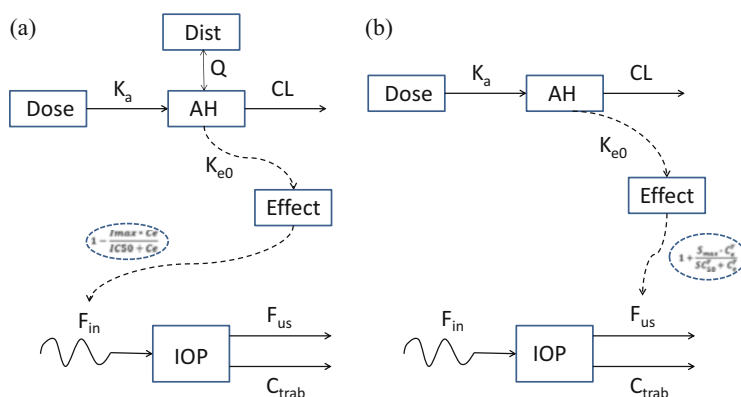 (a)
Dist
Q
Dose
Ka
AH
CL
Ke0
Effect
1 − Imax * Ce / IC50 + Ce
Fin
IOP
Fus
Ctrab
(b)
Dose
Ka
AH
CL
Ke0
Effect
Fin
IOP
Fus
Ctrab